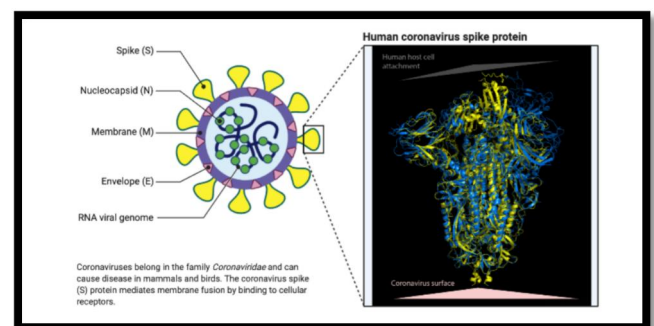 Human coronavirus spike protein
Spike (S)
Nucleocapsid (N)
Membrane (M)
Envelope (E)
RNA viral genome
Human host cell
attachment
Coronavirus surface
Coronaviruses belong in the family Coronaviridae and can
cause disease in mammals and birds. The coronavirus spike
(S) protein mediates membrane fusion by binding to cellular
receptors.